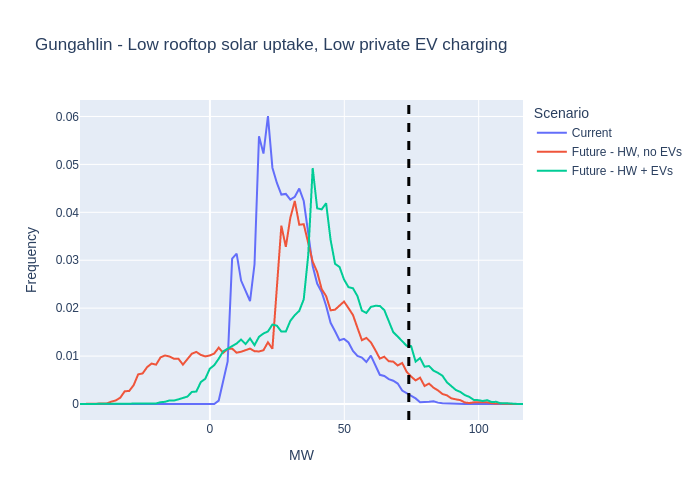 Gungahlin - Low rooftop solar uptake, Low private EV charging
Scenario
Current
Future - HW, no EVs
Future - HW + EVs
Frequency
0.06
0.05
0.04
0.03
0.02
0.01
0
0 50 100
MW